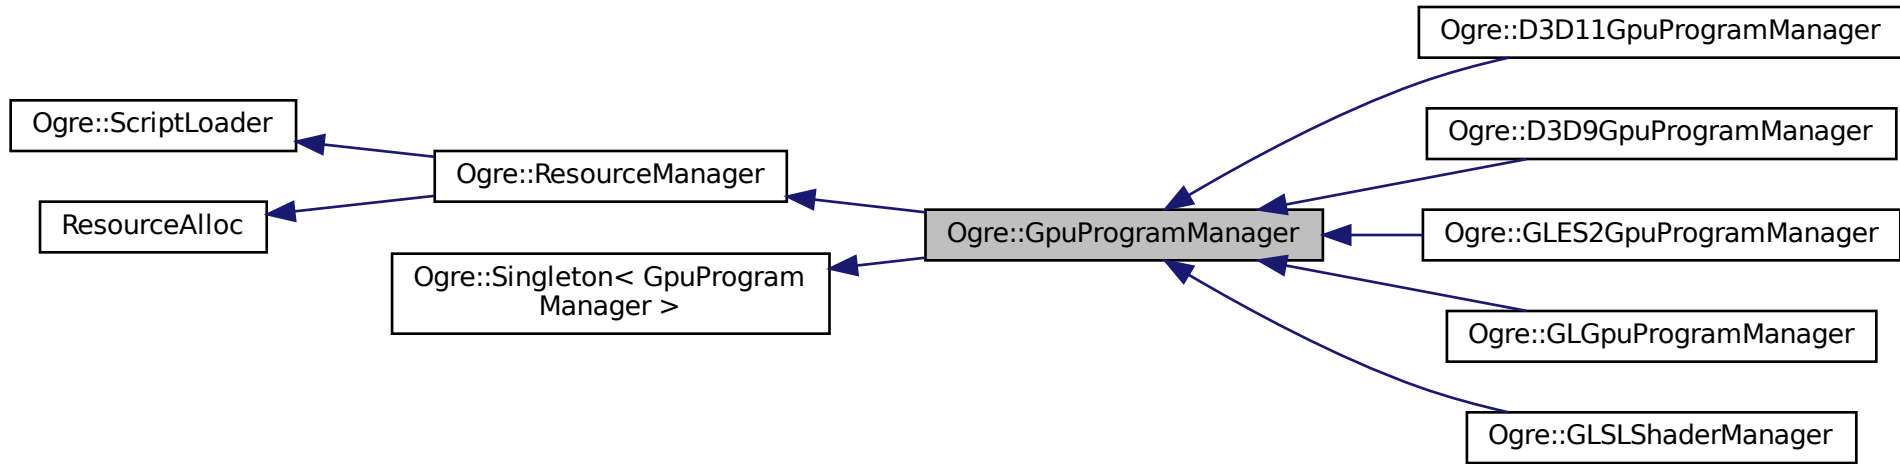 Ogre::ScriptLoader
ResourceAlloc
Ogre::ResourceManager
Ogre::Singleton< GpuProgram
Manager >
Ogre::GpuProgramManager
Ogre::D3D11GpuProgramManager
Ogre::D3D9GpuProgramManager
Ogre::GLES2GpuProgramManager
Ogre::GLGpuProgramManager
Ogre::GLSLShaderManager